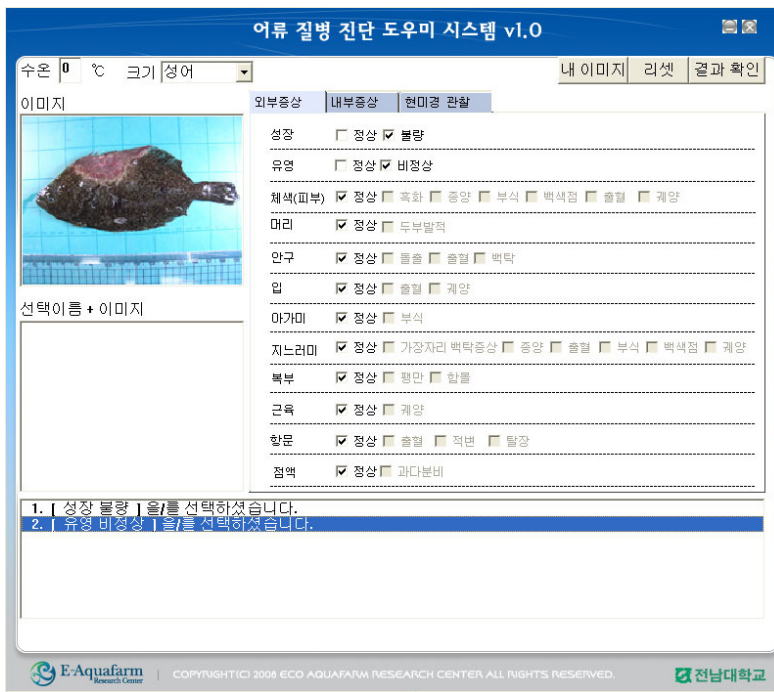 어류 질병 진단 도우미 시스템 v1.0
수온 0 ℃ 크기 성어 내 이미지 리셋 결과 확인
이미지
외부증상 내부증상 현미경 관찰
성장 정상 불량
유영 정상 비정상
체색(피부) 정상 흑화 종양 부식 백색점 출혈 궤양
머리 정상 두부발적
안구 정상 돌출 출혈 백탁
입 정상 출혈 궤양
아가미 정상 부식
지느러미 정상 가장자리 백탁증상 종양 출혈 부식 백색점 궤양
복부 정상 팽만 함몰
근육 정상 궤양
항문 정상 출혈 적변 탈장
점액 정상 과다분비
선택이름 + 이미지
1. [ 성장 불량 ] 을/를 선택하셨습니다.
2. [ 유영 비정상 ] 을/를 선택하셨습니다.
E-Aquafarm
Research Center
COPYRIGHT(C) 2008 ECO AQUAFARM RESEARCH CENTER ALL RIGHTS RESERVED.
전남대학교